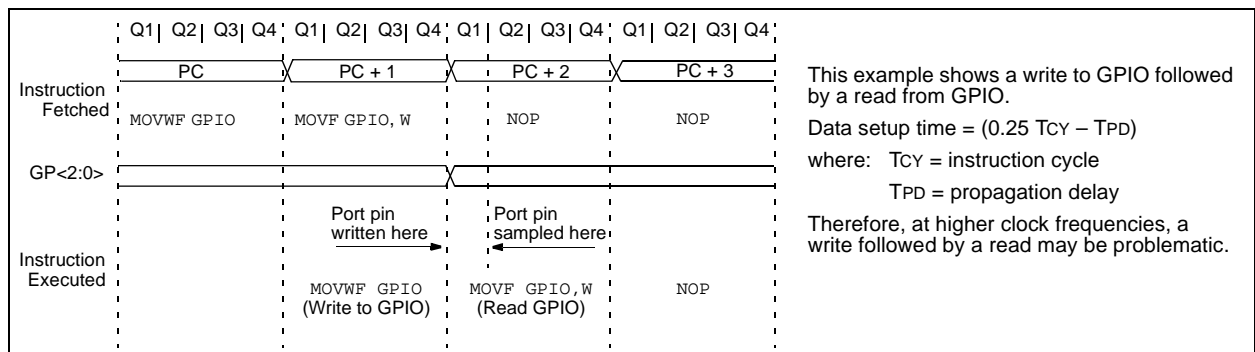 Q1| Q2| Q3| Q4 Q1| Q2| Q3| Q4 Q1| Q2| Q3| Q4 Q1| Q2| Q3| Q4
PC PC + 1 PC + 2 PC + 3
Instruction
Fetched
MOVWF GPIO MOVF GPIO, W NOP NOP
GP<2:0>
Port pin
written here
Port pin
sampled here
Instruction
Executed
MOVWF GPIO
(Write to GPIO)
MOVF GPIO,W
(Read GPIO)
NOP
This example shows a write to GPIO followed
by a read from GPIO.
Data setup time = (0.25 TCY – TPD)
where: TCY = instruction cycle
TPD = propagation delay
Therefore, at higher clock frequencies, a
write followed by a read may be problematic.